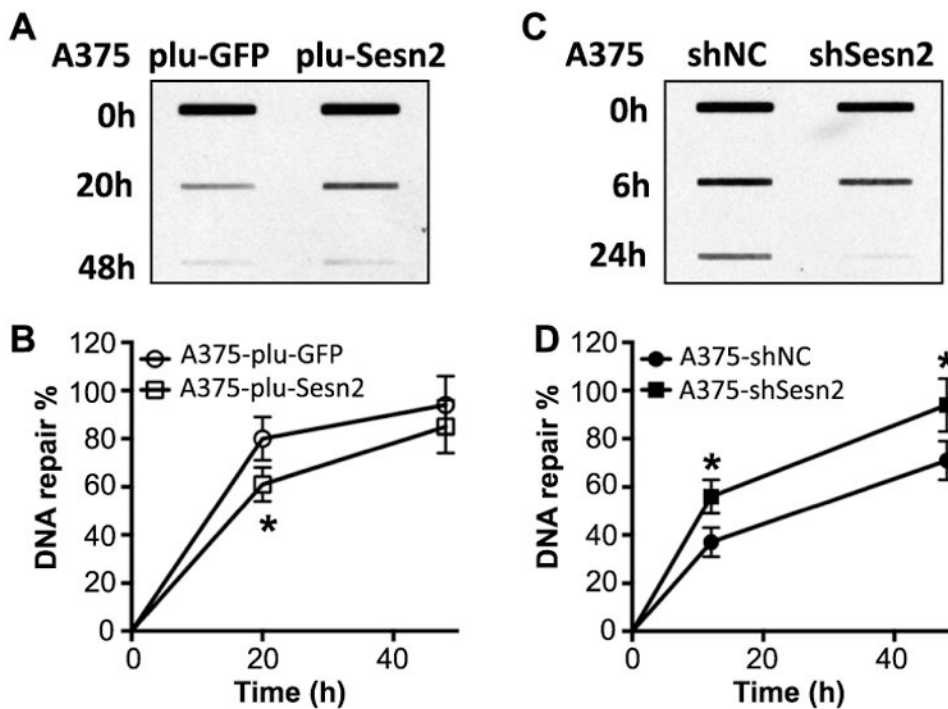 A
A375 plu-GFP plu-Sesn2
0h
20h
48h
C
A375 shNC shSesn2
0h
6h
24h
B
120
100
80
60
40
20
0
DNA repair %
A375-plu-GFP
A375-plu-Sesn2
*
0 20 40
Time (h)
D
120
100
80
60
40
20
0
DNA repair %
A375-shNC
A375-shSesn2
*
*
0 20 40
Time (h)